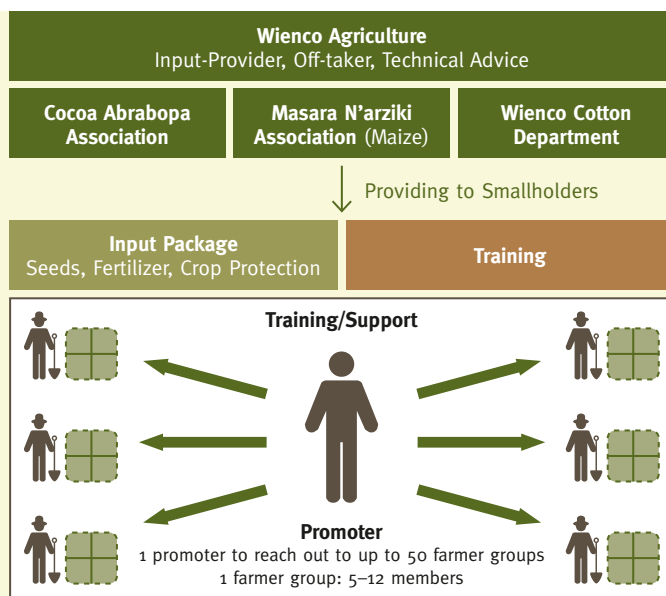 Wienco Agriculture
Input-Provider, Off-taker, Technical Advice
Cocoa Abrabopa
Association
Masara N'arziki
Association (Maize)
Wienco Cotton
Department
Providing to Smallholders
Input Package
Seeds, Fertilizer, Crop Protection
Training
Training/Support
Promoter
1 promoter to reach out to up to 50 farmer groups
1 farmer group: 5–12 members